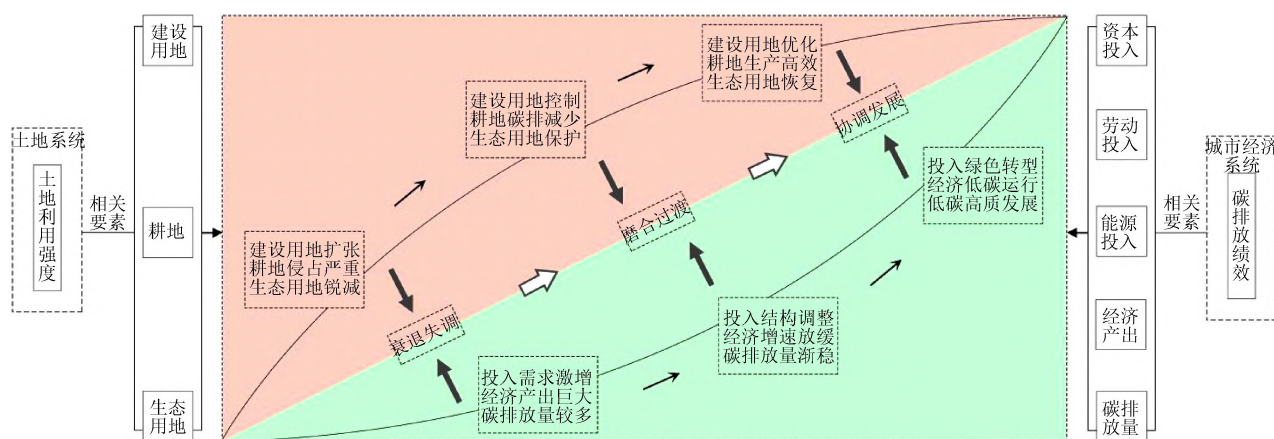 土地系统
土地利用强度
相关
要素
建设
用地
耕地
生态
用地
建设用地扩张
耕地侵占严重
生态用地锐减
衰退失调
投入需求激增
经济产出巨大
碳排放量较多
建设用地控制
耕地碳排减少
生态用地保护
磨合过渡
投入结构调整
经济增速放缓
碳排放量渐稳
建设用地优化
耕地生产高效
生态用地恢复
协调发展
投入绿色转型
经济低碳运行
低碳高质发展
资本
投入
劳动
投入
能源
投入
经济
产出
碳排
放量
相关
要素
城市经济
系统
碳排放绩效